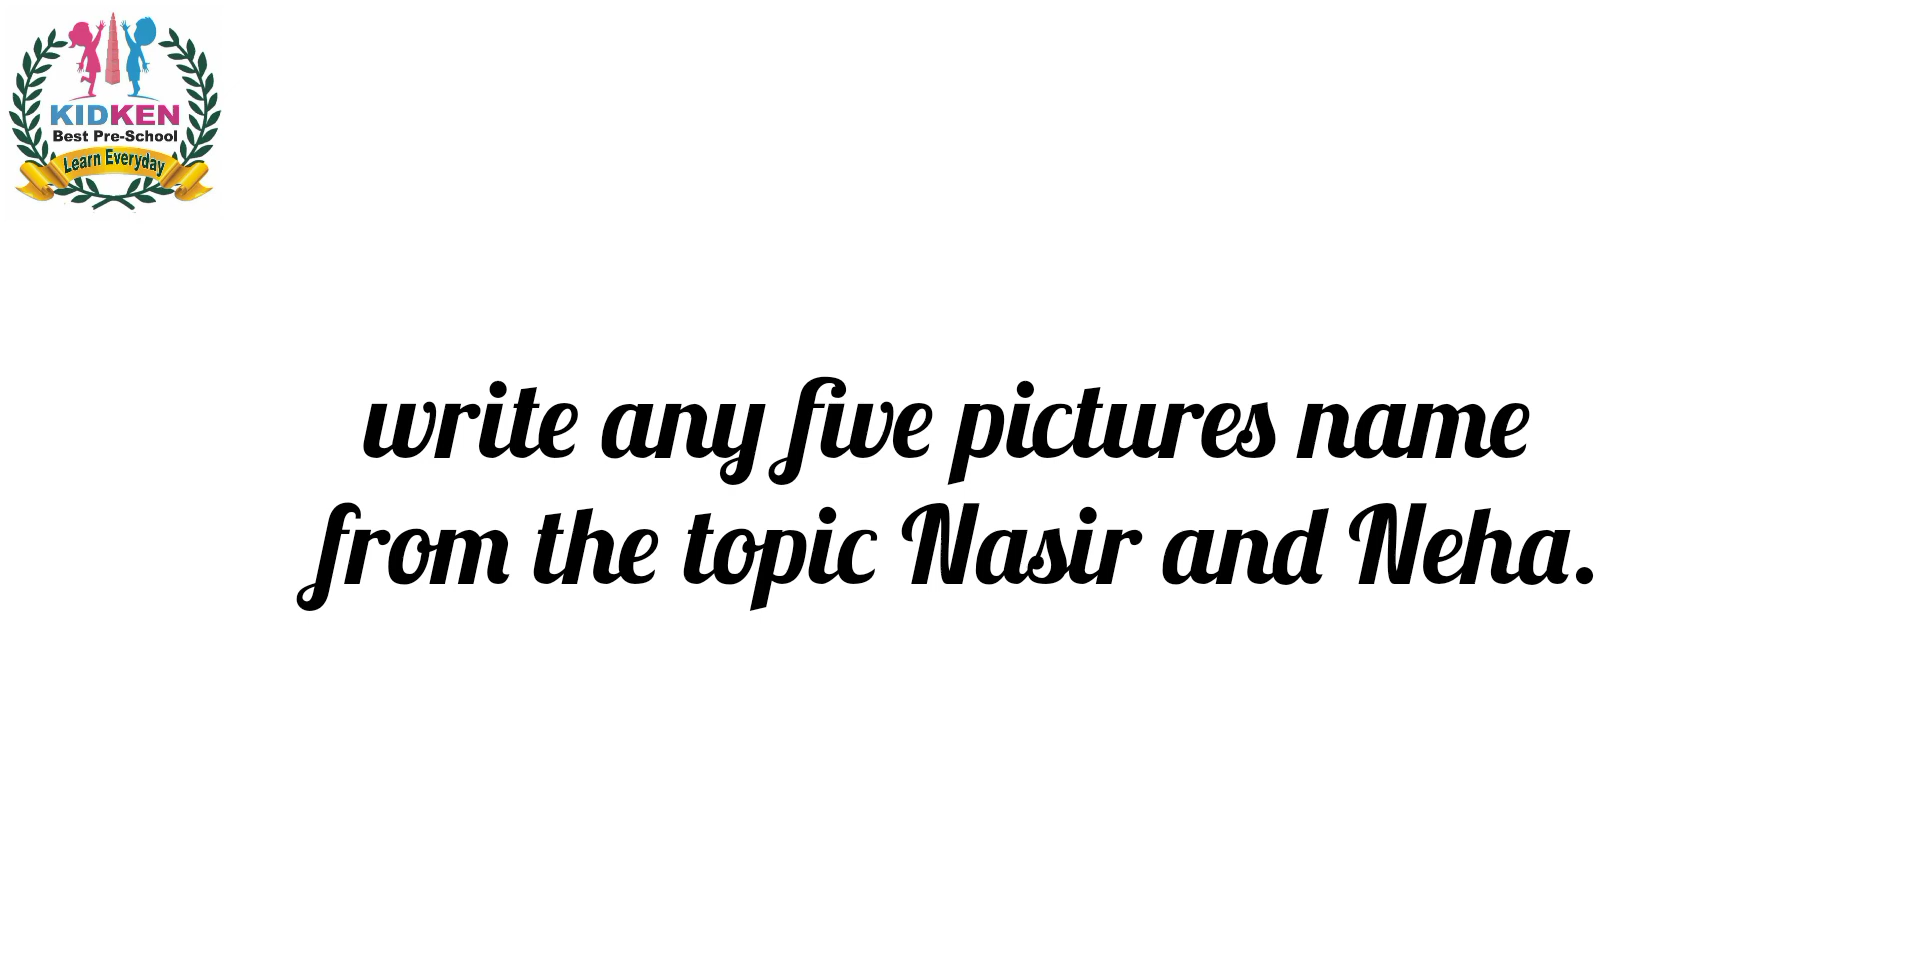 KIDKEN
Best Pre-School
Learn Everyday
write any five pictures name
from the topic Nasir and Neha.